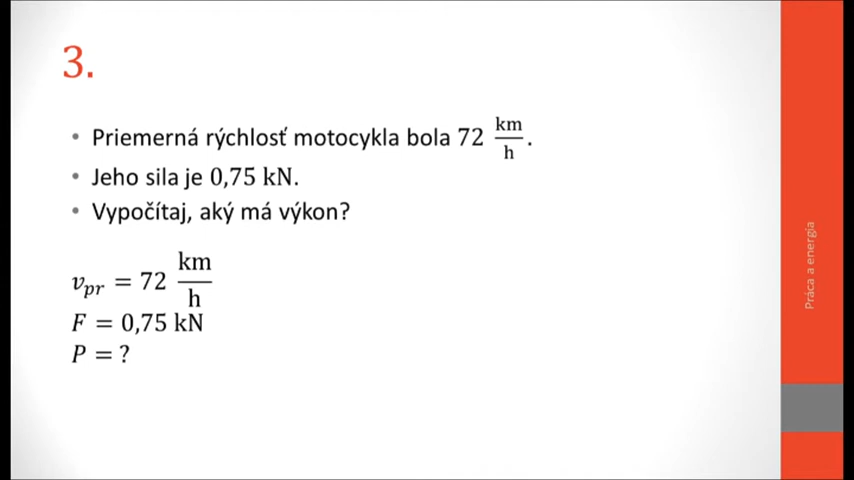 3.
• Priemerná rýchlosť motocykla bola 72 km/h.
• Jeho sila je 0,75 kN.
• Vypočítaj, aký má výkon?
v_pr = 72 km/h
F = 0,75 kN
P = ?
Práca a energia